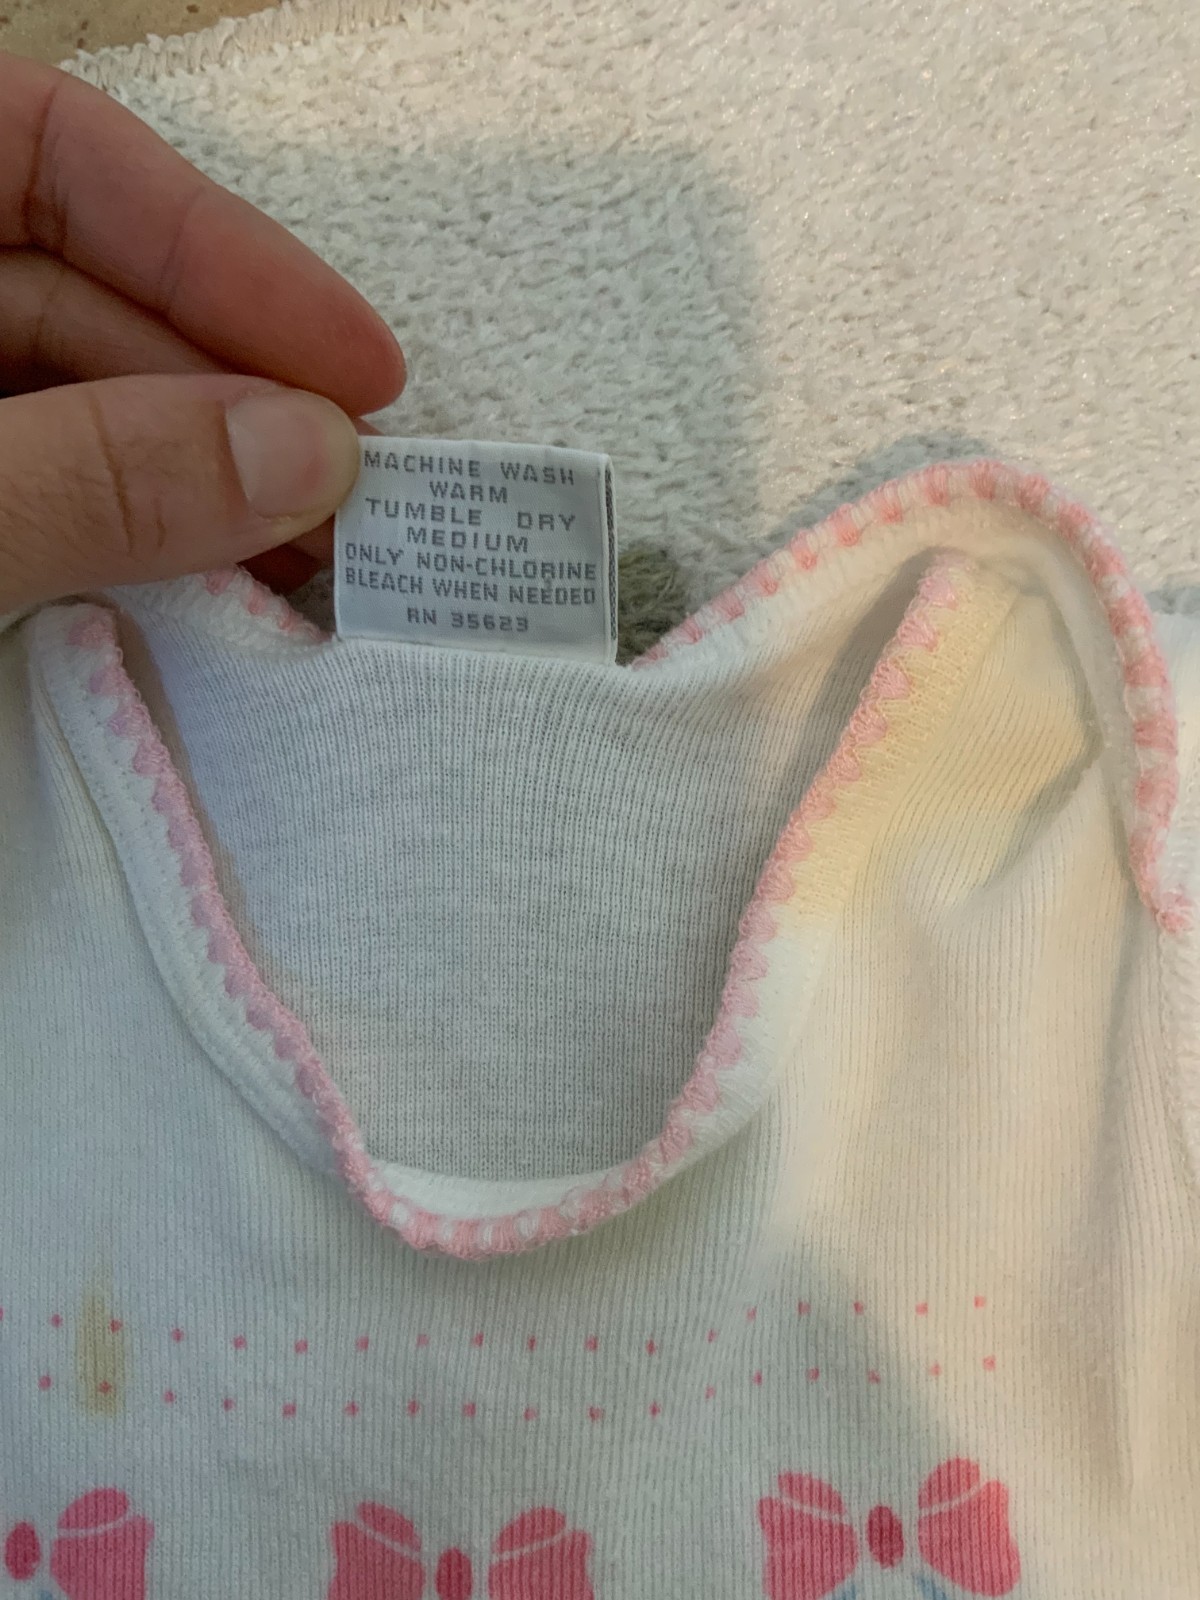 MACHINE WASH
WARM
TUMBLE DRY
MEDIUM
ONLY NON-CHLORINE
BLEACH WHEN NEEDED
RN 35623